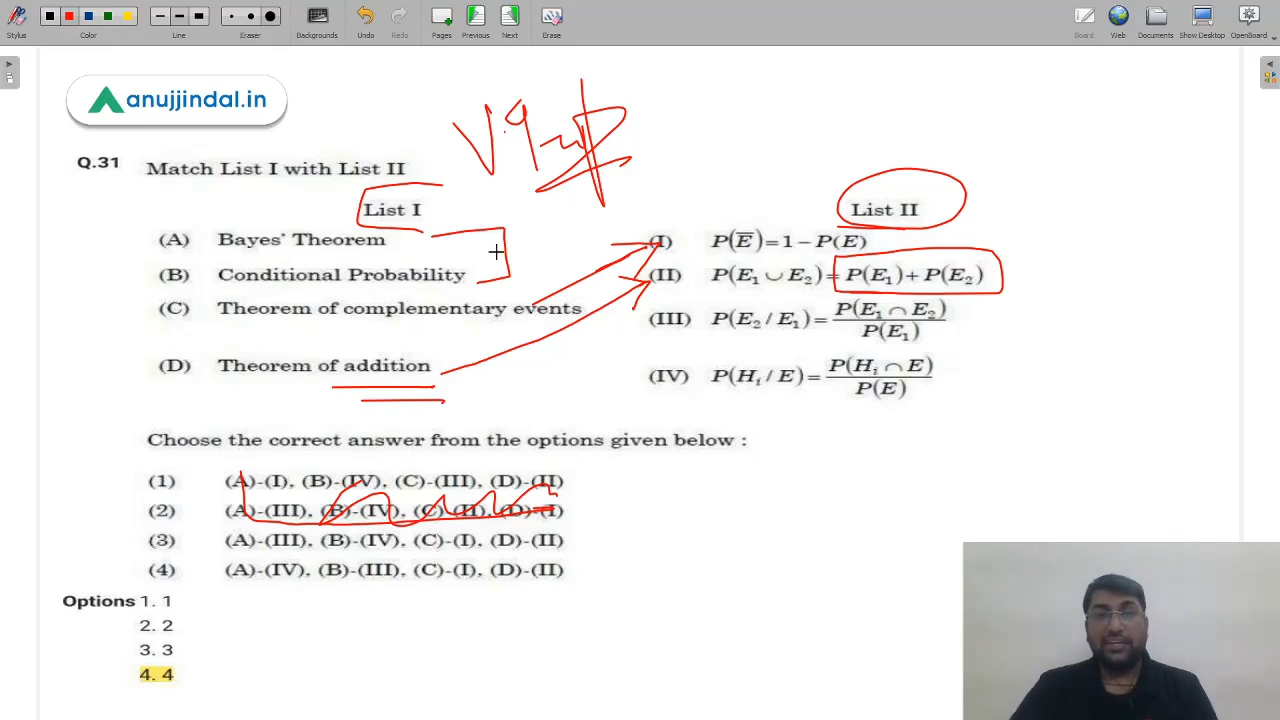 Stylus Color Line Eraser Backgrounds Undo Redo Pages Previous Next Erase Board Web Documents Show Desktop OpenBoard
anujjindal.in
Q.31 Match List I with List II
List I List II
(A) Bayes' Theorem (I) P(E̅)=1−P(E)
(B) Conditional Probability (II) P(E₁∪E₂)=P(E₁)+P(E₂)
(C) Theorem of complementary events (III) P(E₂/E₁)=P(E₁∩E₂)/P(E₁)
(D) Theorem of addition (IV) P(Hᵢ/E)=P(Hᵢ∩E)/P(E)
Choose the correct answer from the options given below :
(1) (A)-(I), (B)-(IV), (C)-(III), (D)-(II)
(2) (A)-(III), (B)-(IV), (C)-(II), (D)-(I)
(3) (A)-(III), (B)-(IV), (C)-(I), (D)-(II)
(4) (A)-(IV), (B)-(III), (C)-(I), (D)-(II)
Options 1. 1
2. 2
3. 3
4. 4